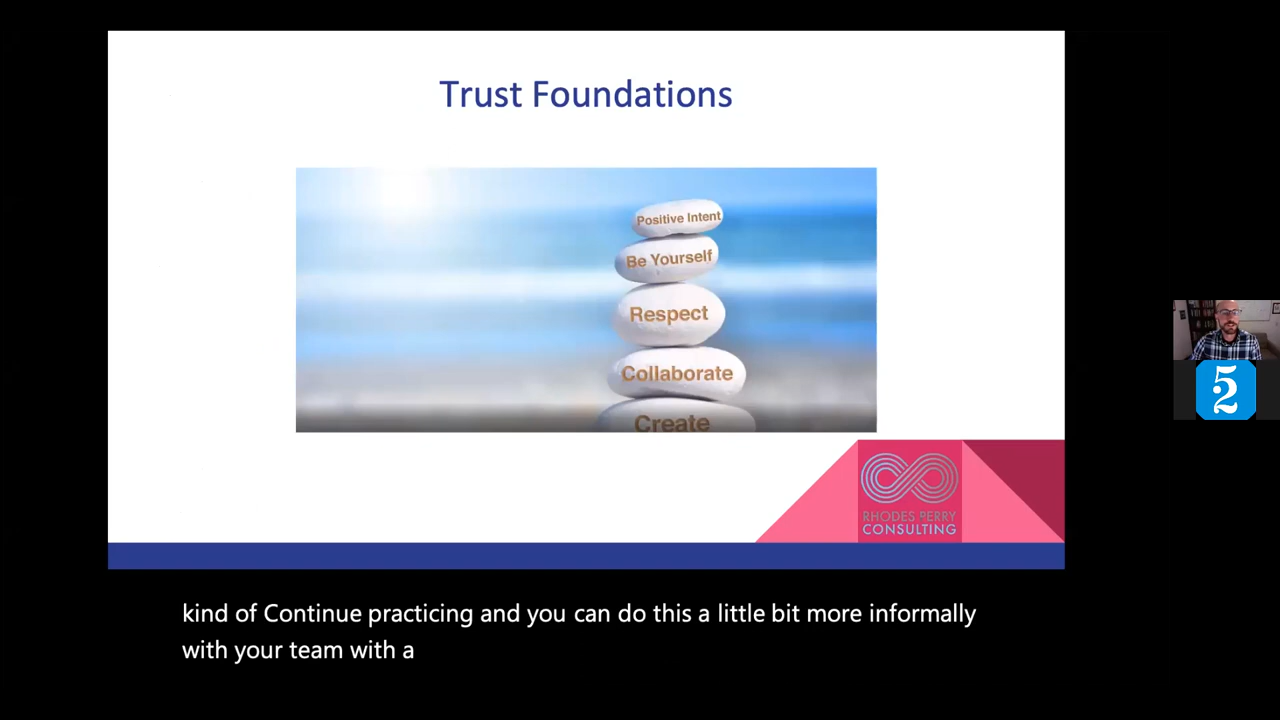 Trust Foundations
Positive Intent
Be Yourself
Respect
Collaborate
Create
RHODES PERRY
CONSULTING
52
kind of Continue practicing and you can do this a little bit more informally
with your team with a